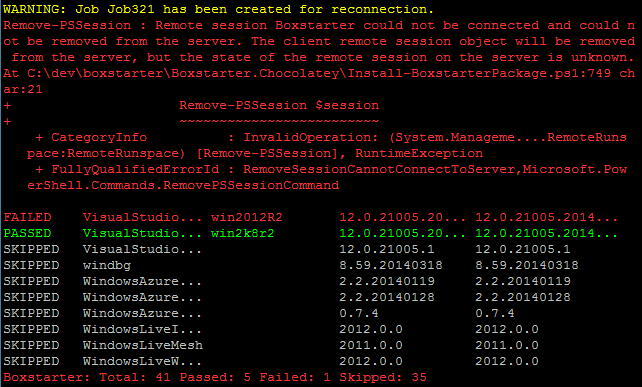 WARNING: Job Job321 has been created for reconnection.
Remove-PSSession : Remote session Boxstarter could not be connected and could n
ot be removed from the server. The client remote session object will be removed
from the server, but the state of the remote session on the server is unknown.
At C:\dev\boxstarter\Boxstarter.Chocolatey\Install-BoxstarterPackage.ps1:749 ch
ar:21
+ Remove-PSSession $session
+ ~~~~~~~~~~~~~~~~~~~~~~~~~
+ CategoryInfo : InvalidOperation: (System.Manageme....RemoteRuns
pace:RemoteRunspace) [Remove-PSSession], RuntimeException
+ FullyQualifiedErrorId : RemoveSessionCannotConnectToServer,Microsoft.Pow
erShell.Commands.RemovePSSessionCommand
FAILED VisualStudio... win2012R2 12.0.21005.20... 12.0.21005.2014...
PASSED VisualStudio... win2k8r2 12.0.21005.20... 12.0.21005.2014...
SKIPPED VisualStudio... 12.0.21005.1 12.0.21005.1
SKIPPED windbg 8.59.20140318 8.59.20140318
SKIPPED WindowsAzure... 2.2.20140119 2.2.20140119
SKIPPED WindowsAzure... 2.2.20140128 2.2.20140128
SKIPPED WindowsAzure... 0.7.4 0.7.4
SKIPPED WindowsLiveI... 2012.0.0 2012.0.0
SKIPPED WindowsLiveMesh 2011.0.0 2011.0.0
SKIPPED WindowsLiveW... 2012.0.0 2012.0.0
Boxstarter: Total: 41 Passed: 5 Failed: 1 Skipped: 35